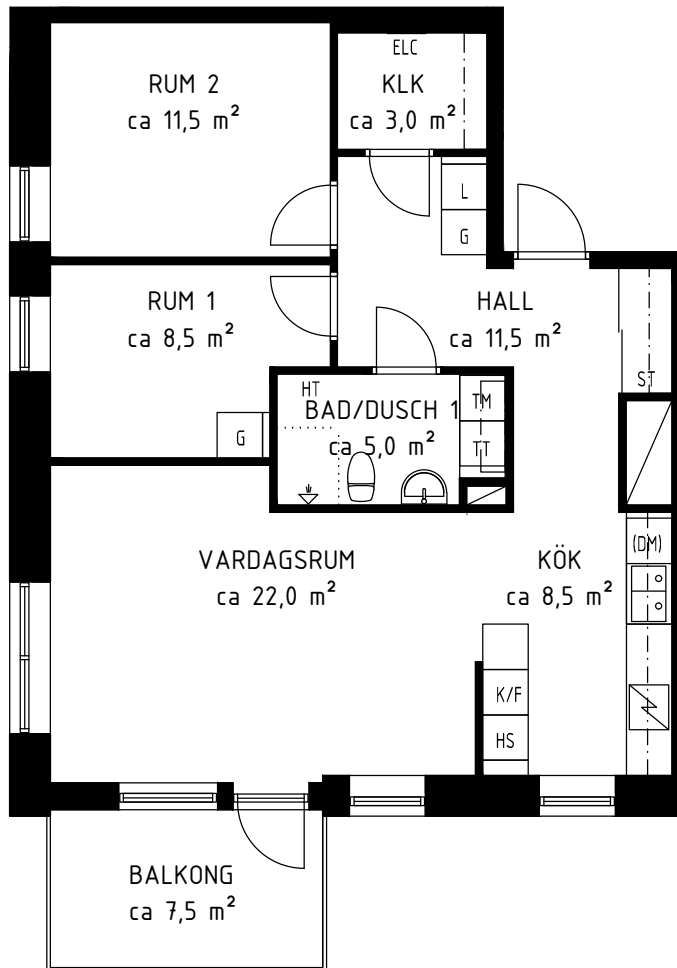 ELC
RUM 2
ca 11,5 m²
KLK
ca 3,0 m²
L
G
RUM 1
ca 8,5 m²
HALL
ca 11,5 m²
ST
HT
BAD/DUSCH 1
ca 5,0 m²
TM
TT
G
VARDAGSRUM
ca 22,0 m²
KÖK
ca 8,5 m²
(DM)
K/F
HS
BALKONG
ca 7,5 m²